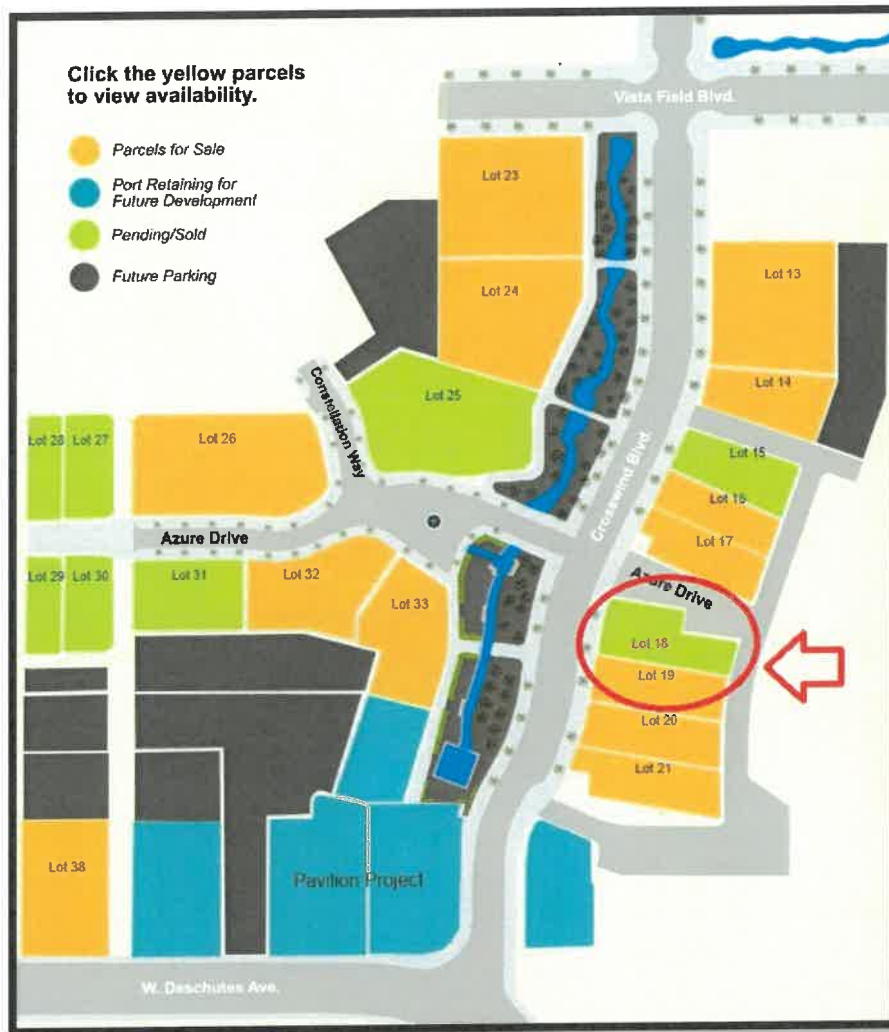 Click the yellow parcels
to view availability.
Parcels for Sale
Port Retaining for
Future Development
Pending/Sold
Future Parking
Vista Field Blvd.
Lot 23
Lot 24
Lot 13
Lot 14
Constellation Way
Lot 25
Lot 28
Lot 27
Lot 26
Crosswind Blvd.
Lot 15
Lot 16
Lot 17
Azure Drive
Azure Drive
Lot 29
Lot 30
Lot 31
Lot 32
Lot 33
Lot 18
Lot 19
Lot 20
Lot 21
Lot 38
Pavilion Project
W. Deschutes Ave.